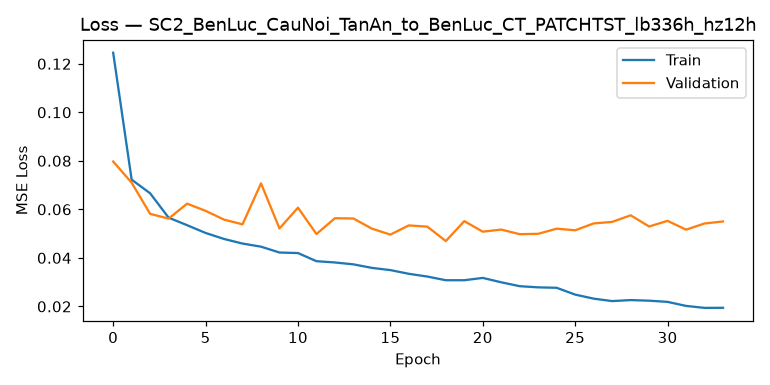 Loss — SC2_BenLuc_CauNoi_TanAn_to_BenLuc_CT_PATCHTST_lb336h_hz12h
Train
Validation
MSE Loss
0.12
0.10
0.08
0.06
0.04
0.02
0
5
10
15
20
25
30
Epoch